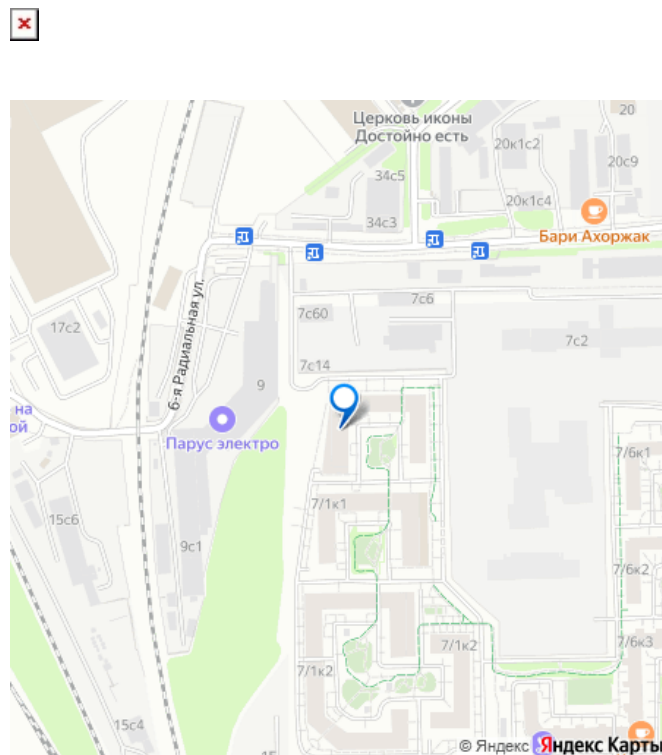 Церковь иконы
Достойно есть
20
20к1с2
20с9
34с5
20к1с4
34с3
Бари Ахоржак
6-я Радиальная ул.
7с6
7с60
17с2
7с2
7с14
9
на
ой
Парус электро
7/6к1
7/1к1
15с6
9с1
7/6к2
7/6к3
7/1к2
7/1к2
15с4
15
© Яндекс Яндекс Карты